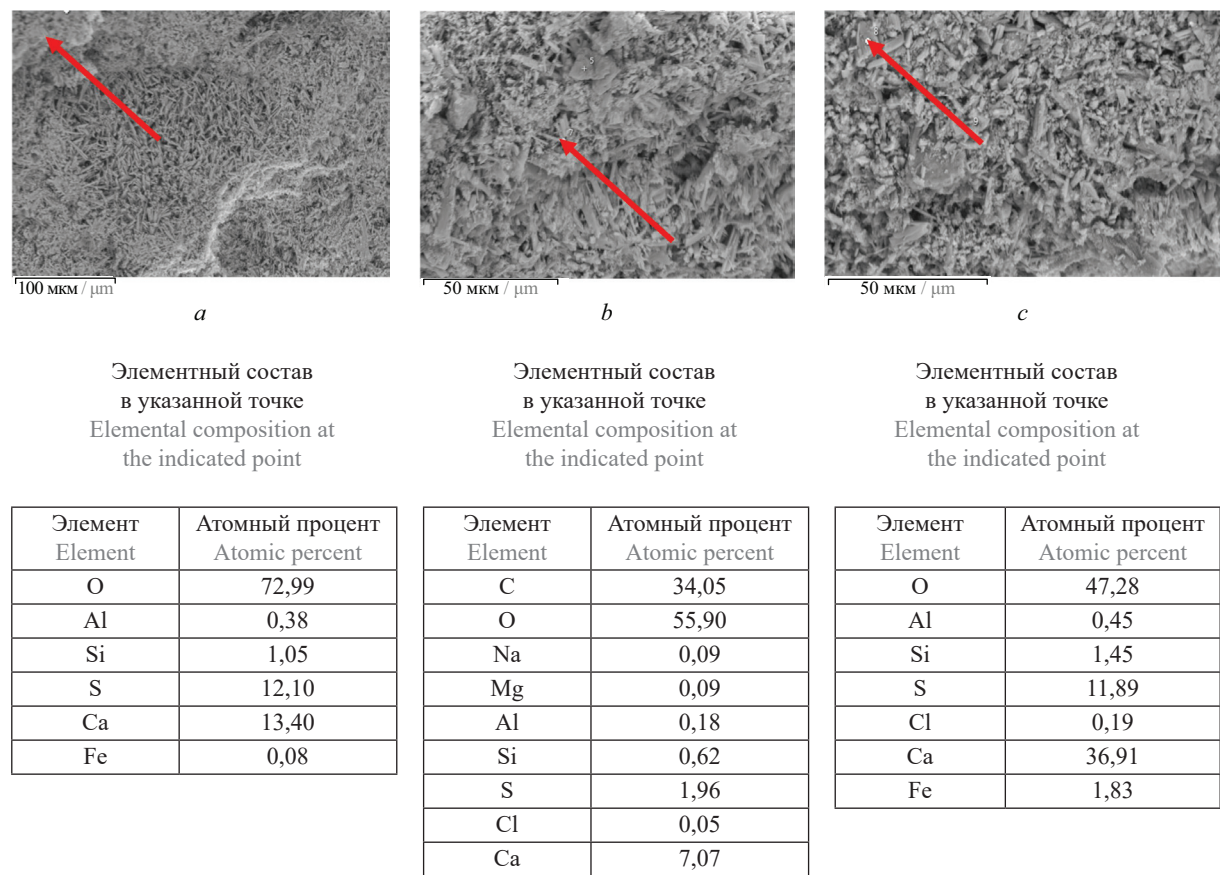 5
7
8
9
100 мкм / μm
50 мкм / μm
50 мкм / μm
a
b
c
Элементный состав
в указанной точке
Elemental composition at
the indicated point
Элементный состав
в указанной точке
Elemental composition at
the indicated point
Элементный состав
в указанной точке
Elemental composition at
the indicated point
Элемент Атомный процент
Element Atomic percent
O 72,99
Al 0,38
Si 1,05
S 12,10
Ca 13,40
Fe 0,08
Элемент Атомный процент
Element Atomic percent
C 34,05
O 55,90
Na 0,09
Mg 0,09
Al 0,18
Si 0,62
S 1,96
Cl 0,05
Ca 7,07
Элемент Атомный процент
Element Atomic percent
O 47,28
Al 0,45
Si 1,45
S 11,89
Cl 0,19
Ca 36,91
Fe 1,83